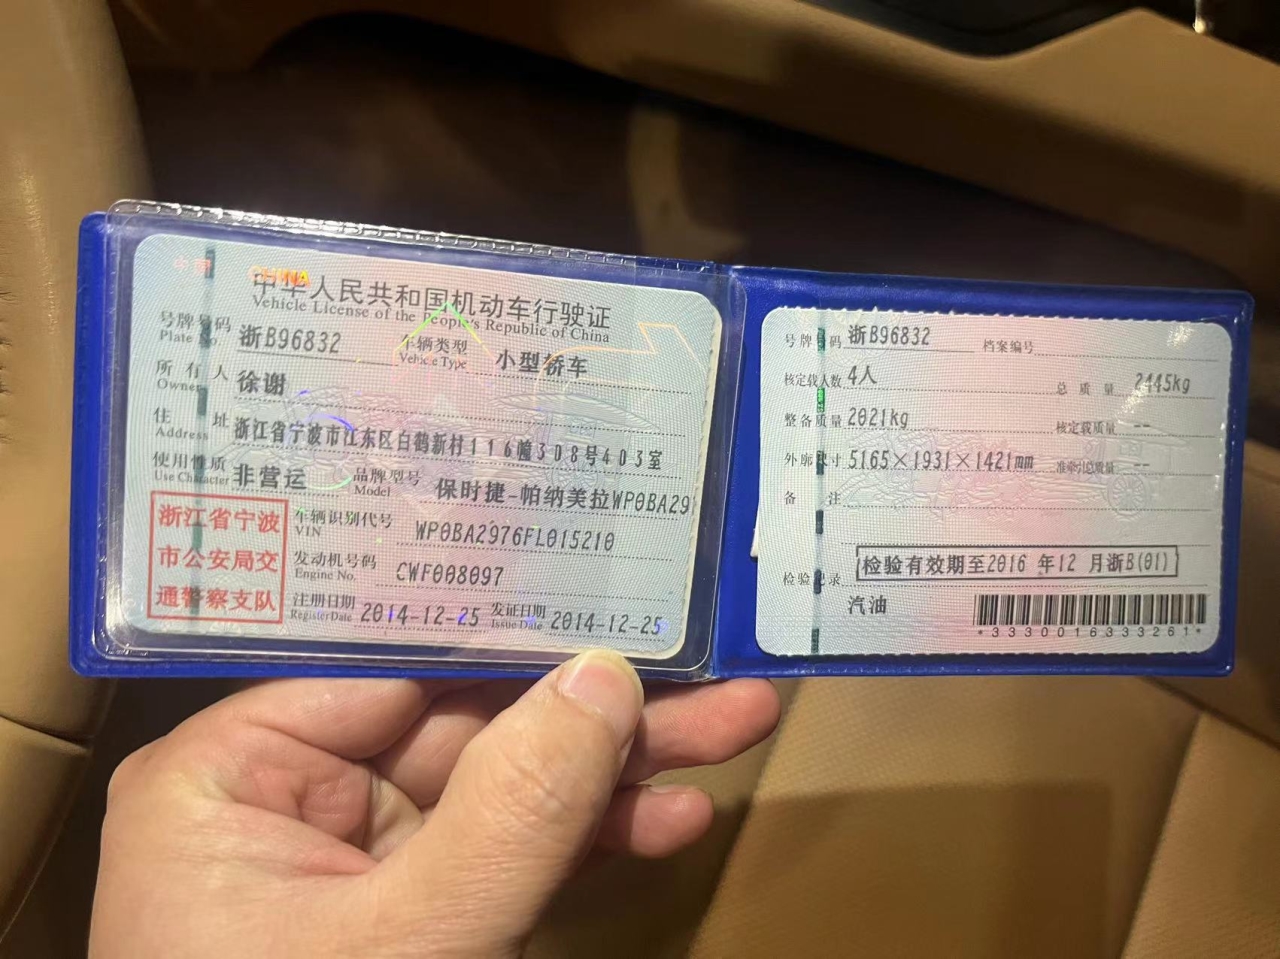 中国
CHINA
中华人民共和国机动车行驶证
Vehicle License of the People's Republic of China
号牌号码 浙B96832 车辆类型 小型轿车
Plate No. Vehicle Type
所有人 徐谢
Owner
住址 浙江省宁波市江东区白鹤新村116幢308号403室
Address
使用性质 非营运 品牌型号 保时捷-帕纳美拉WP0BA29
Use Character Model
浙江省宁波
市公安局交
通警察支队
车辆识别代号 WP0BA2976FL015210
VIN
发动机号码 CWF008097
Engine No.
注册日期 2014-12-25 发证日期 2014-12-25
Register Date Issue Date
号牌号码 浙B96832 档案编号
核定载人数 4人 总质量 2445kg
整备质量 2021kg 核定载质量 --
外廓尺寸 5165×1931×1421mm 准牵引总质量 --
备注
检验记录 检验有效期至2016 年12 月浙B(01)
汽油
*3330016333261*